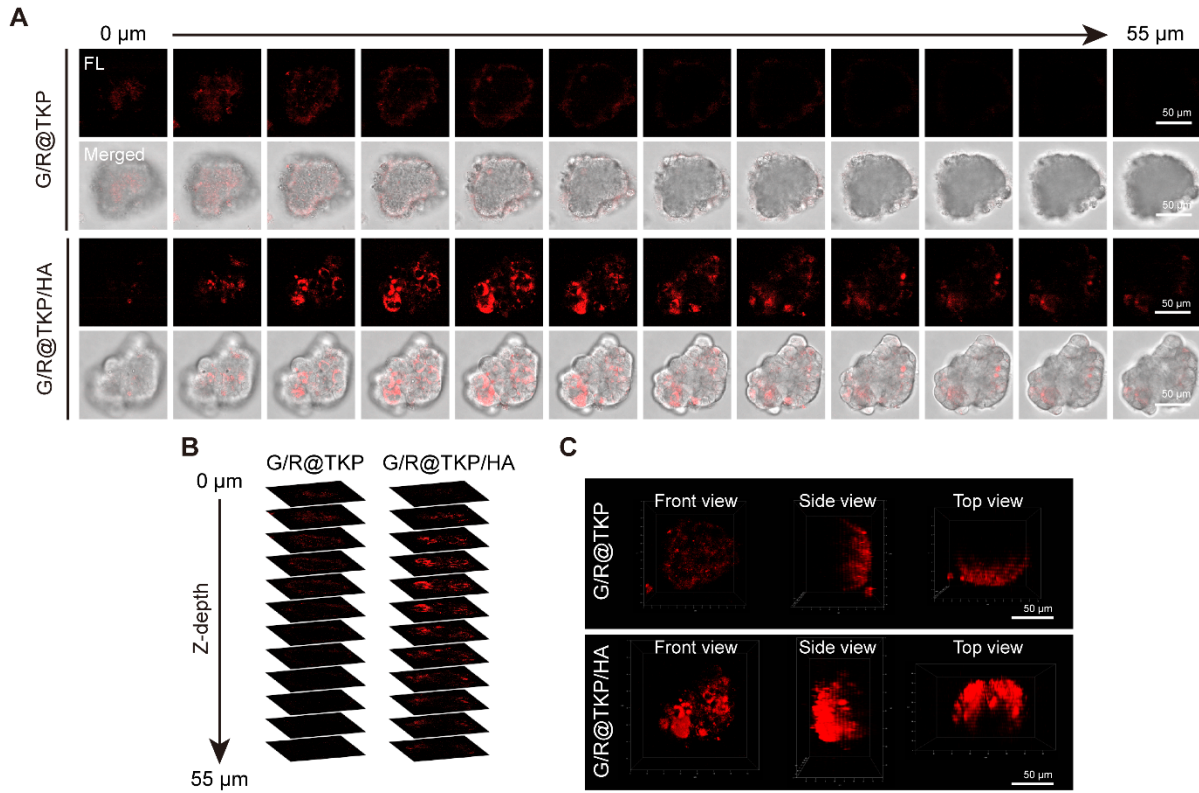 A
0 µm
55 µm
G/R@TKP
FL
50 µm
Merged
50 µm
G/R@TKP/HA
50 µm
50 µm
B
G/R@TKP
G/R@TKP/HA
0 µm
Z-depth
55 µm
C
G/R@TKP
Front view
Side view
Top view
50 µm
G/R@TKP/HA
Front view
Side view
Top view
50 µm